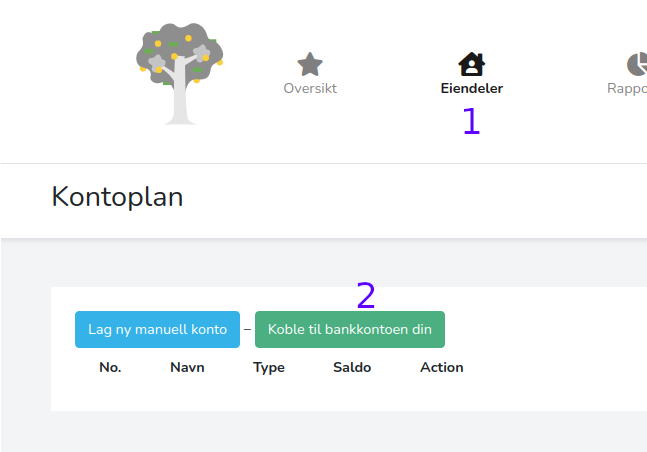 Oversikt Eiendeler Rappo
1
Kontoplan
2
Lag ny manuell konto – Koble til bankkontoen din
No. Navn Type Saldo Action